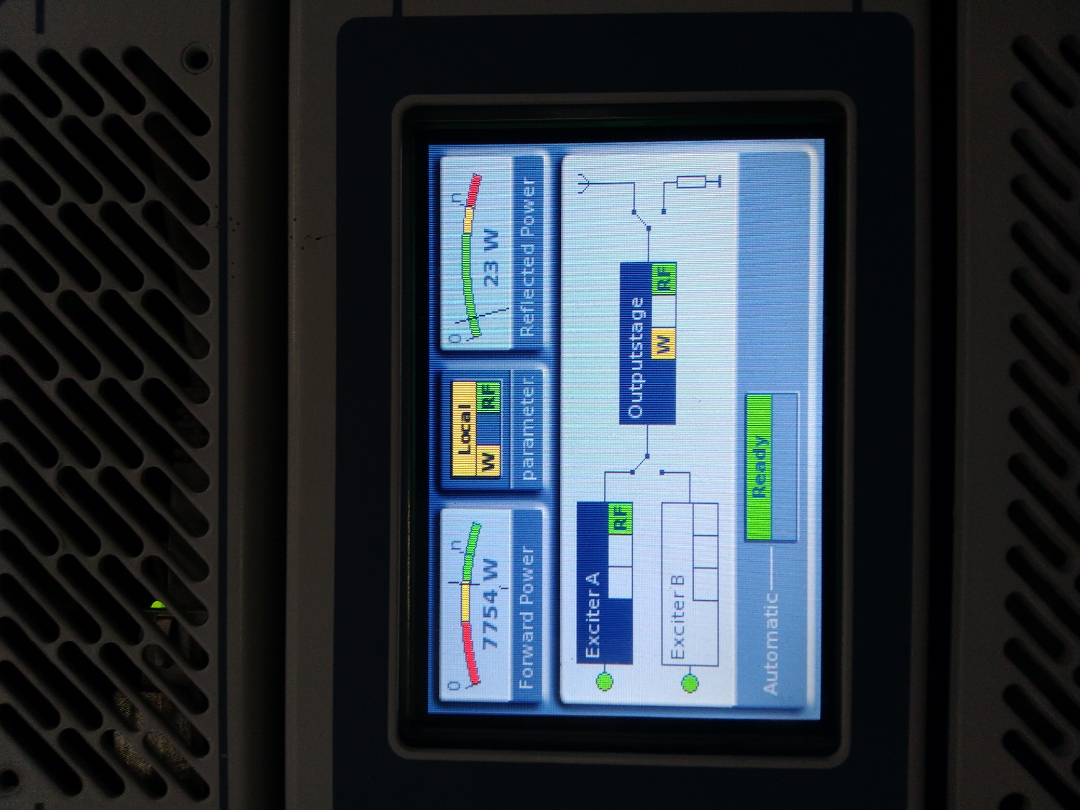 0 n
7754 W
Forward Power
Local
W RF
parameter.
0 n
23 W
Reflected Power
Exciter A
RF
Exciter B
Outputstage
W RF
Automatic
Ready